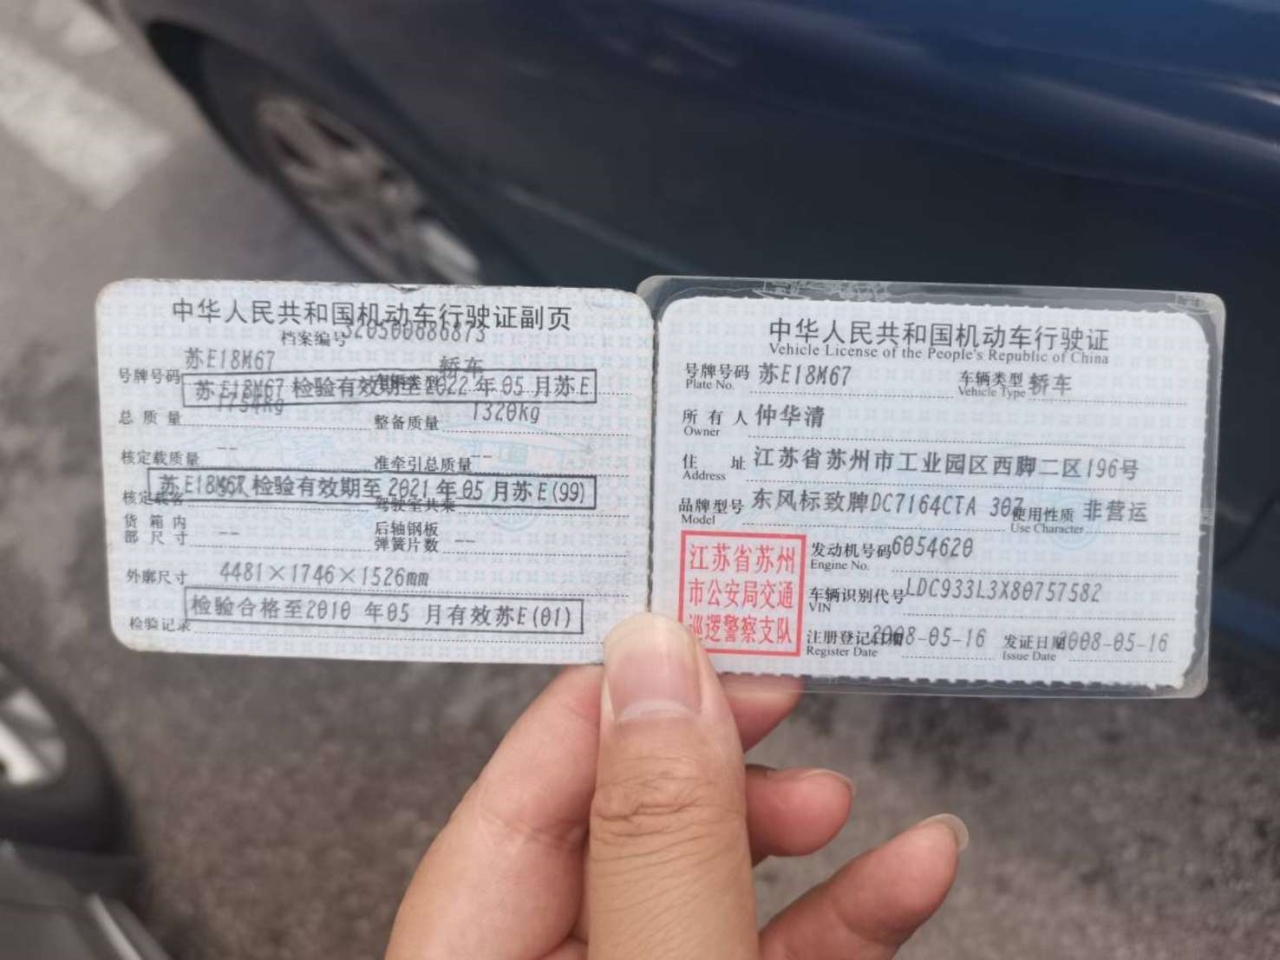 中华人民共和国机动车行驶证副页
档案编号 320500686873
号牌号码 苏E18M67 车辆类型 轿车
苏E18M67 检验有效期至2022年05月苏E
总质量 1320kg
整备质量
核定载质量 -- 准牵引总质量 --
苏E18M67 检验有效期至2021年05月苏E(99)
核定载客
货箱内部尺寸 -- 后轴钢板弹簧片数 --
外廓尺寸 4481×1746×1526mm
检验合格至2010年05月有效苏E(01)
检验记录
中华人民共和国机动车行驶证
Vehicle License of the People's Republic of China
号牌号码 苏E18M67 车辆类型 轿车
Plate No. Vehicle Type
所有人 仲华清
Owner
住址 江苏省苏州市工业园区西脚二区196号
Address
品牌型号 东风标致牌DC7164CTA 307 使用性质 非营运
Model Use Character
江苏省苏州
市公安局交通
巡逻警察支队
发动机号码 6054620
Engine No.
车辆识别代号 LDC933L3X80757582
VIN
注册登记日期 2008-05-16 发证日期 2008-05-16
Register Date Issue Date